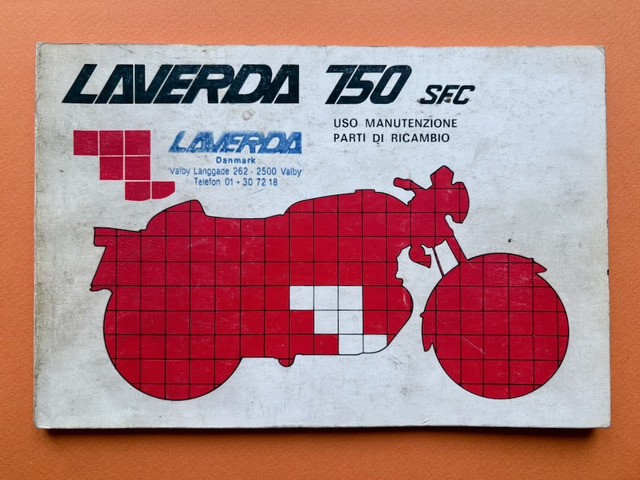 LAVERDA 750 SFC
USO MANUTENZIONE
PARTI DI RICAMBIO
LAVERDA
Danmark
Valby Langgade 262 - 2500 Valby
Telefon 01 - 30 72 18